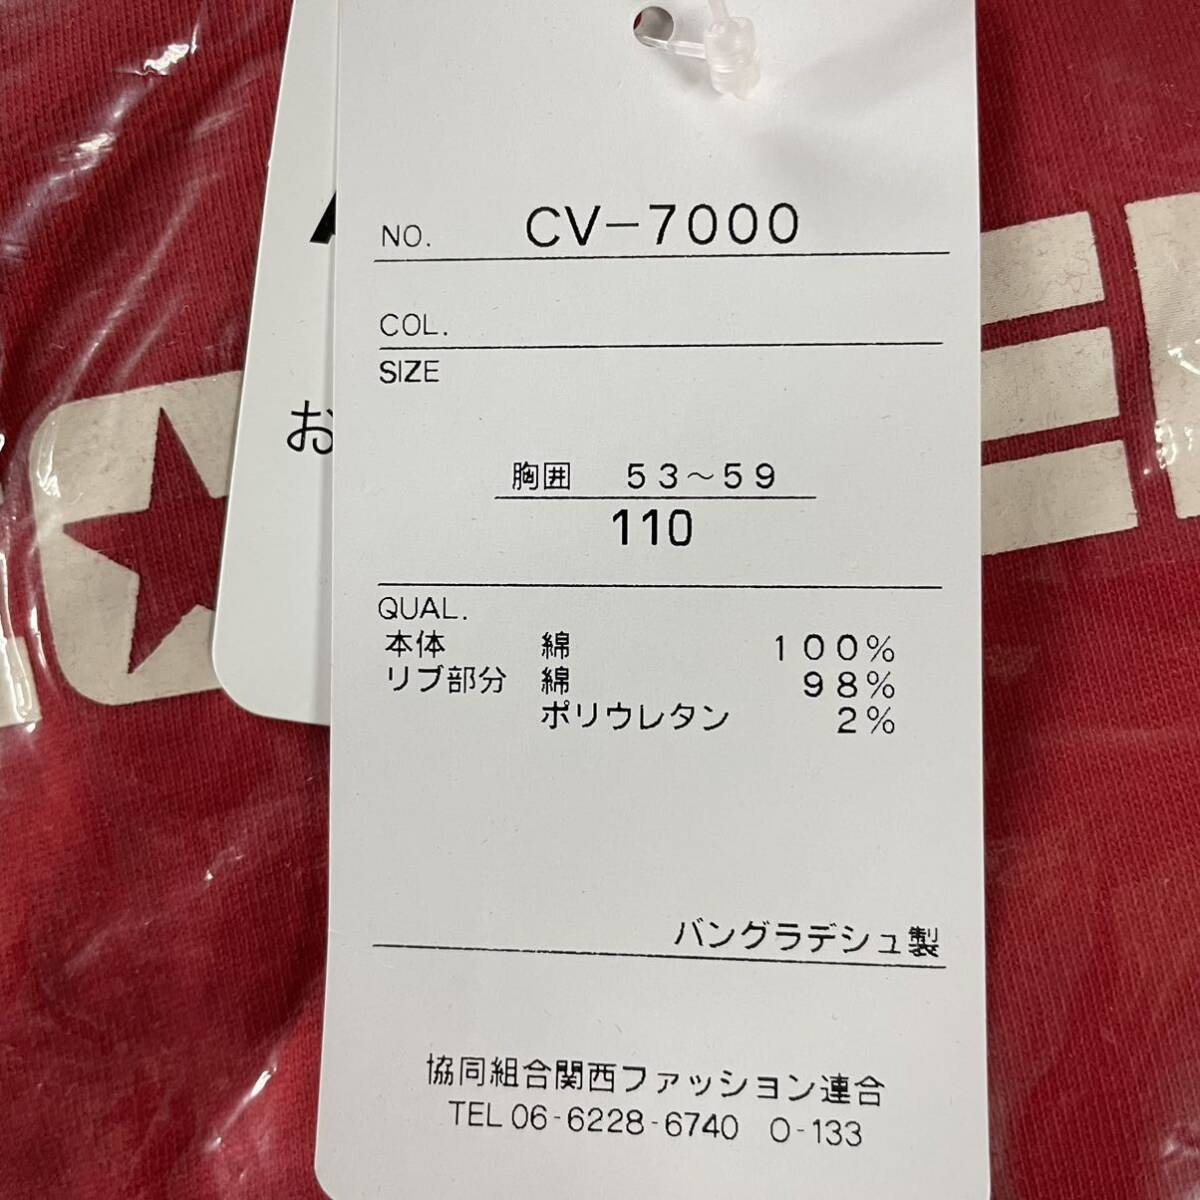 NO. CV-7000
COL.
SIZE
胸囲 53~59
110
QUAL.
本体 綿 100%
リブ部分 綿 98%
ポリウレタン 2%
バングラデシュ製
協同組合関西ファッション連合
TEL 06-6228-6740 O-133
お